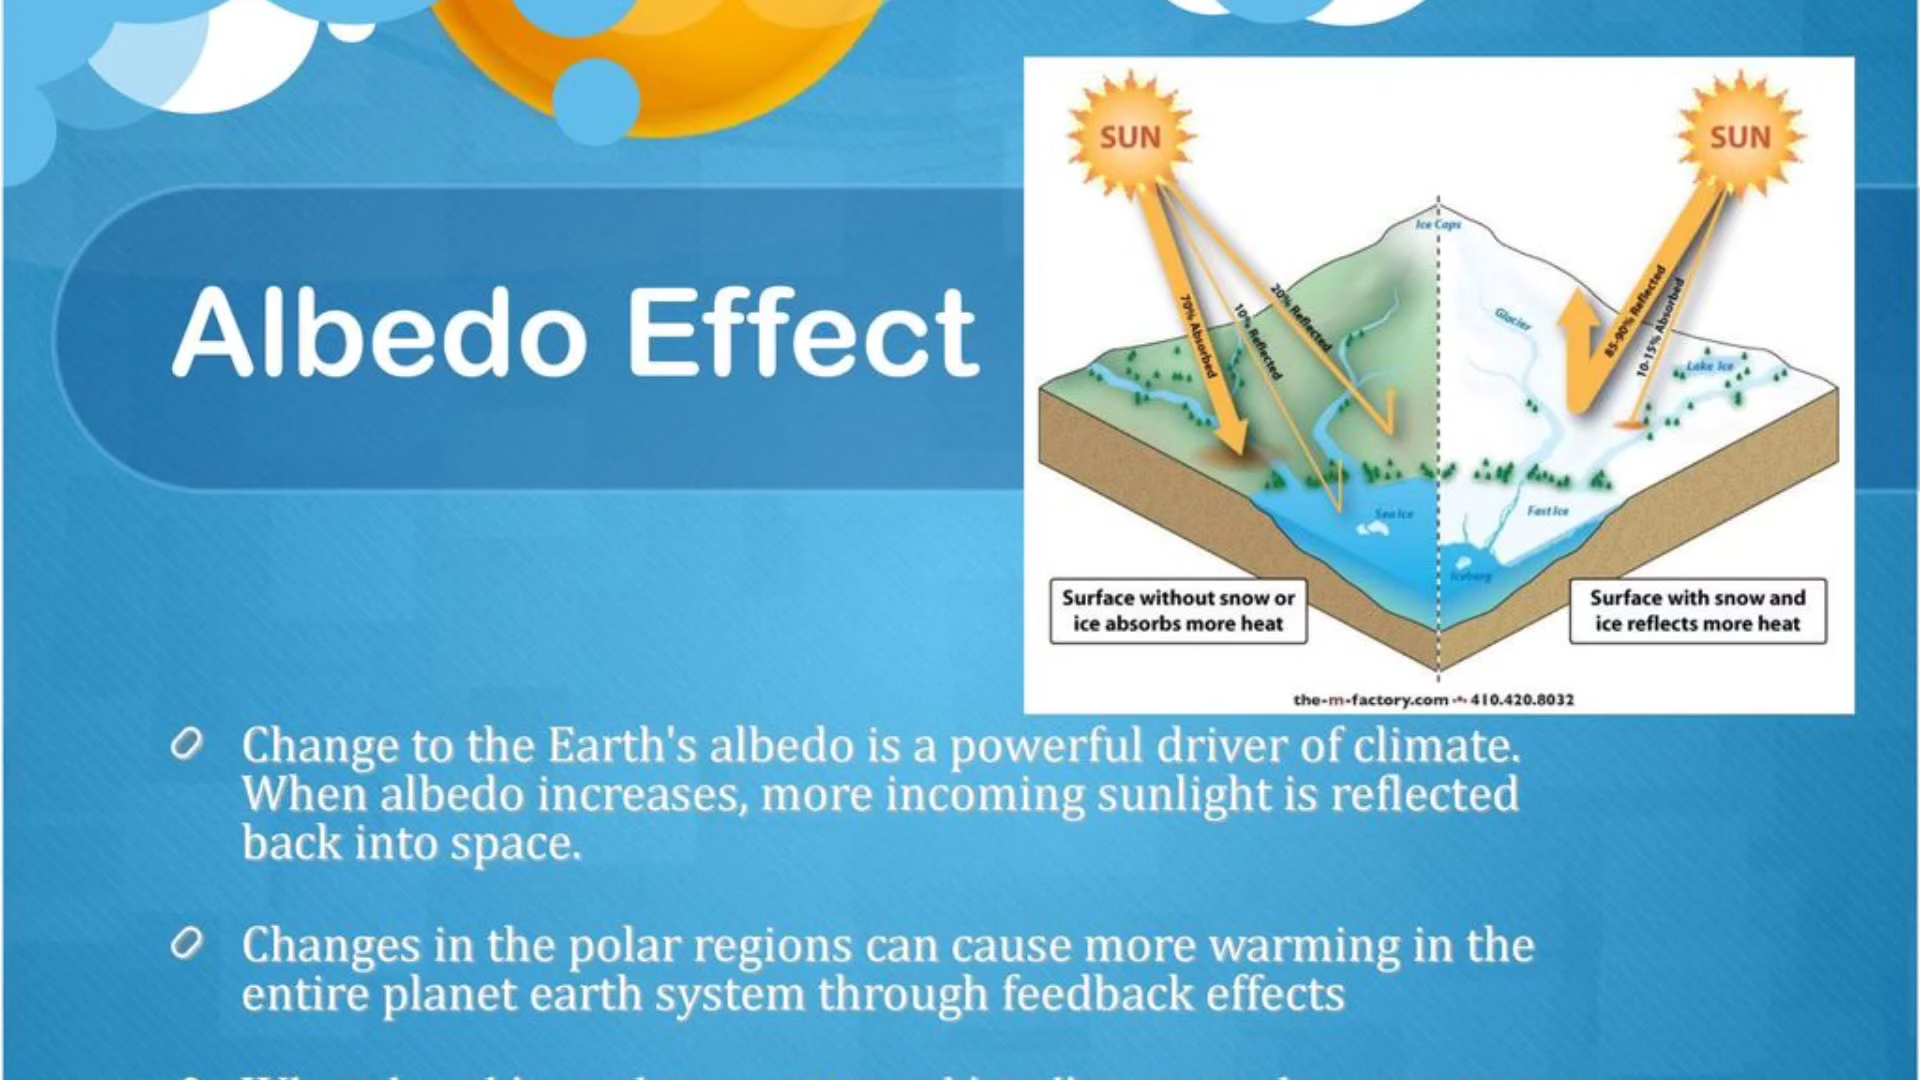 SUN
SUN
Ice Caps
Albedo Effect
70% Absorbed
10% Reflected
20% Reflected
Glacier
85-90% Reflected
10-15% Absorbed
Lake Ice
Sea Ice
Fast Ice
Iceberg
Surface without snow or
ice absorbs more heat
Surface with snow and
ice reflects more heat
the-m-factory.com 410.420.8032
Change to the Earth's albedo is a powerful driver of climate.
When albedo increases, more incoming sunlight is reflected
back into space.
Changes in the polar regions can cause more warming in the
entire planet earth system through feedback effects